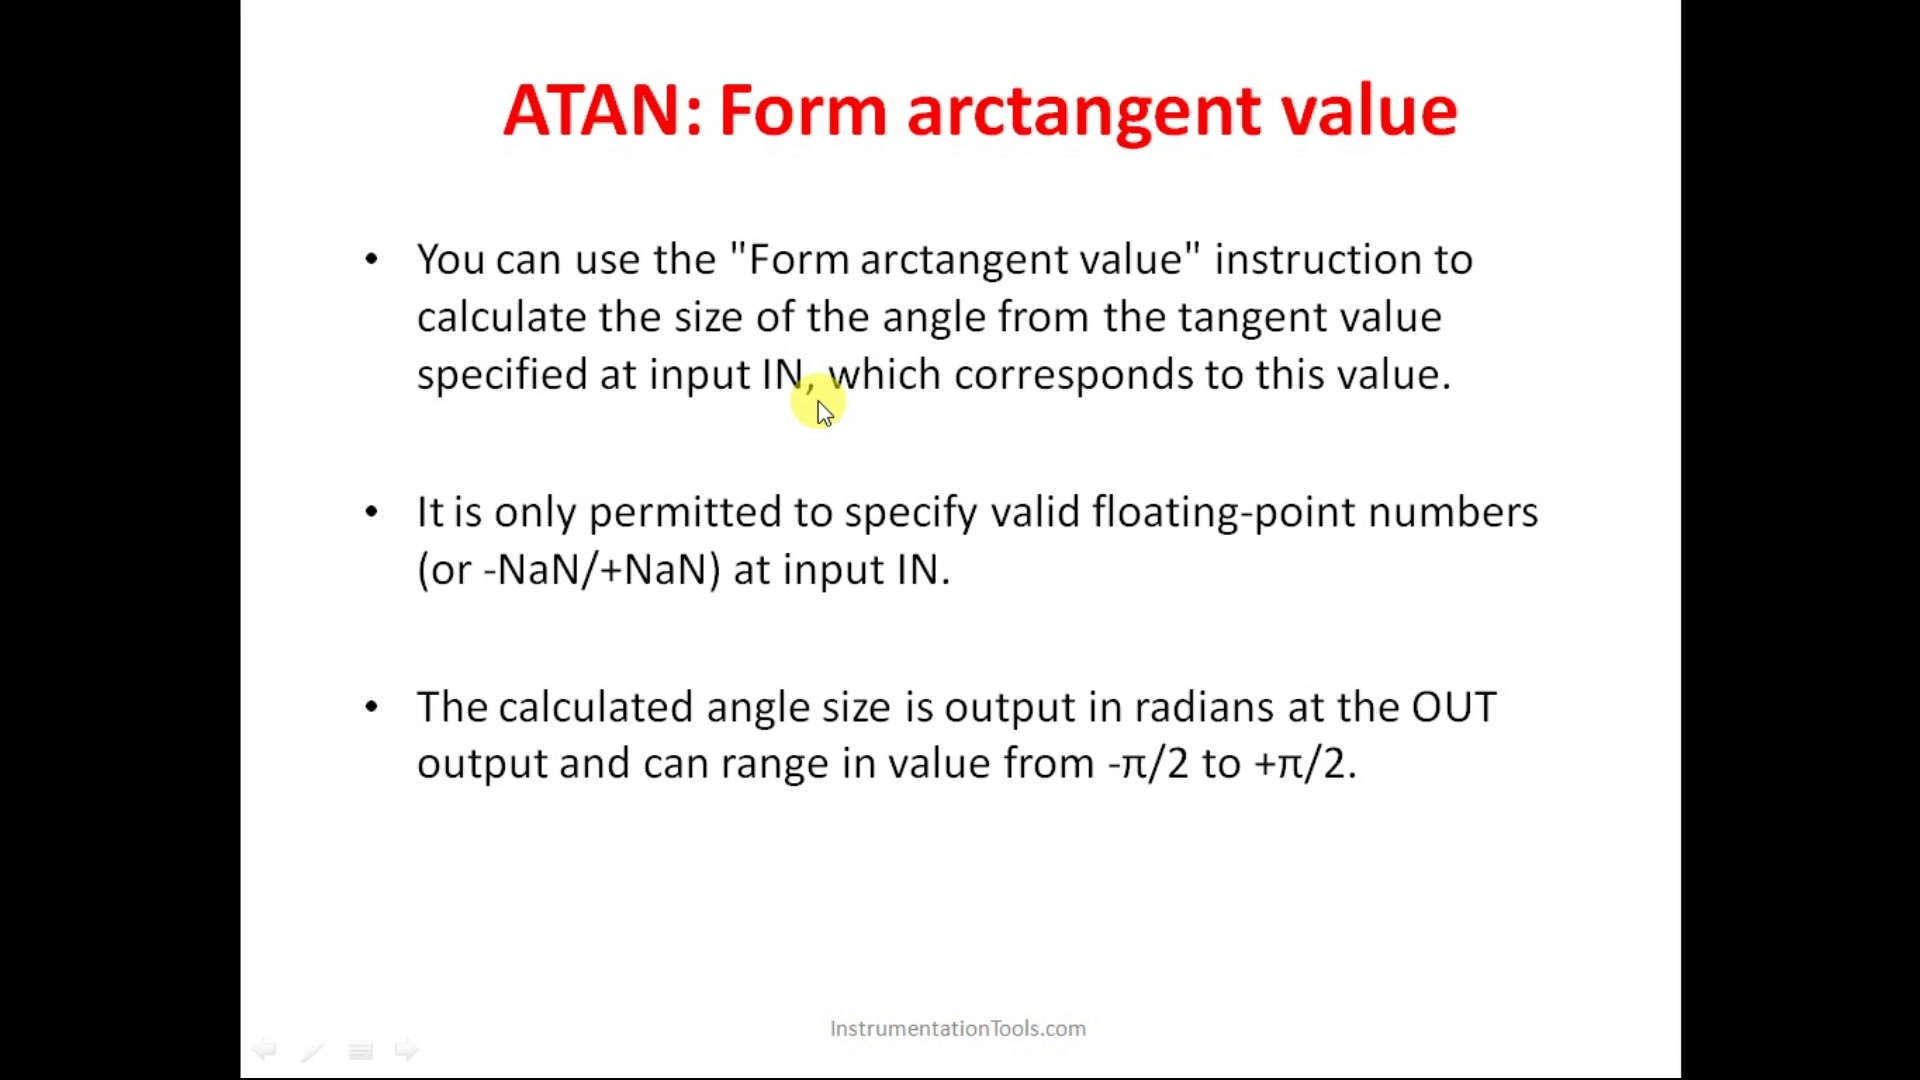 ATAN: Form arctangent value
• You can use the "Form arctangent value" instruction to
calculate the size of the angle from the tangent value
specified at input IN, which corresponds to this value.
• It is only permitted to specify valid floating-point numbers
(or -NaN/+NaN) at input IN.
• The calculated angle size is output in radians at the OUT
output and can range in value from -π/2 to +π/2.
InstrumentationTools.com